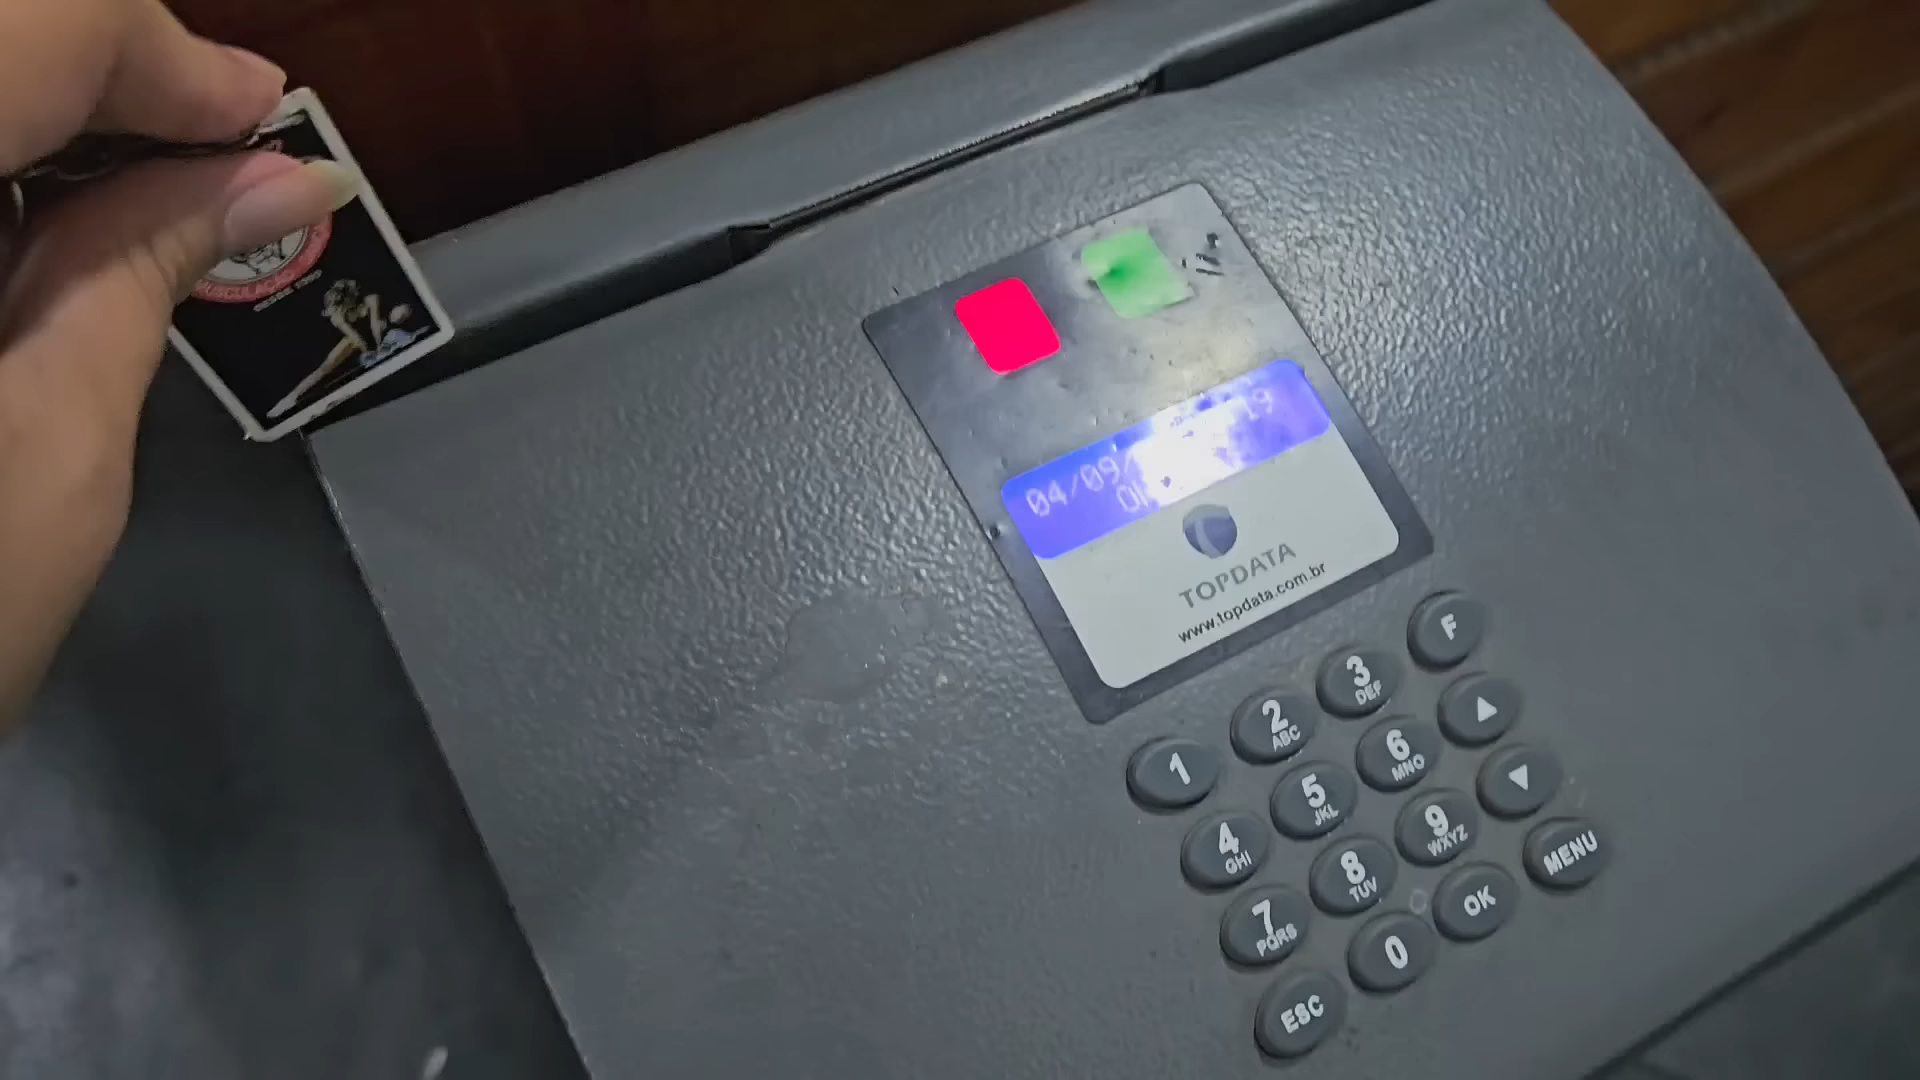 04/09/
19
TOPDATA
www.topdata.com.br
F
1
2
ABC
3
DEF
4
GHI
5
JKL
6
MNO
7
PQRS
8
TUV
9
WXYZ
MENU
ESC
0
OK